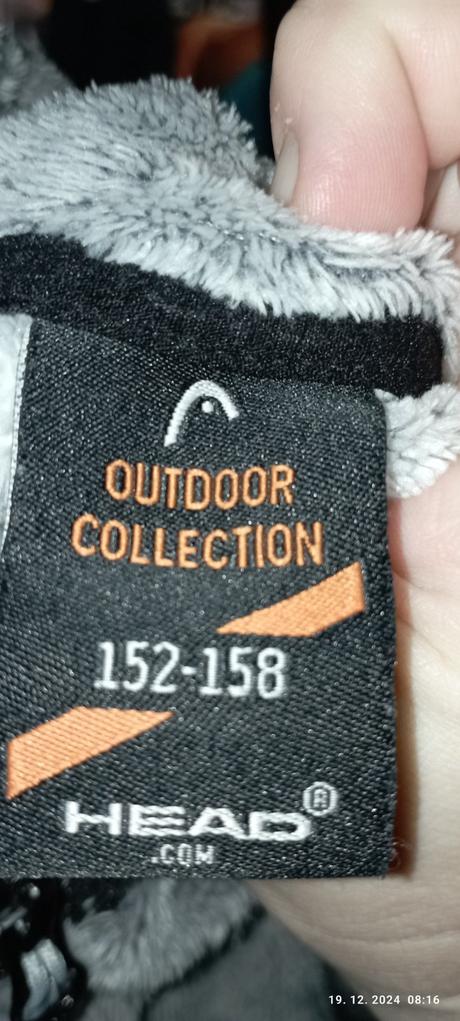 OUTDOOR
COLLECTION
152-158
HEAD®
.COM
19. 12. 2024 08:16